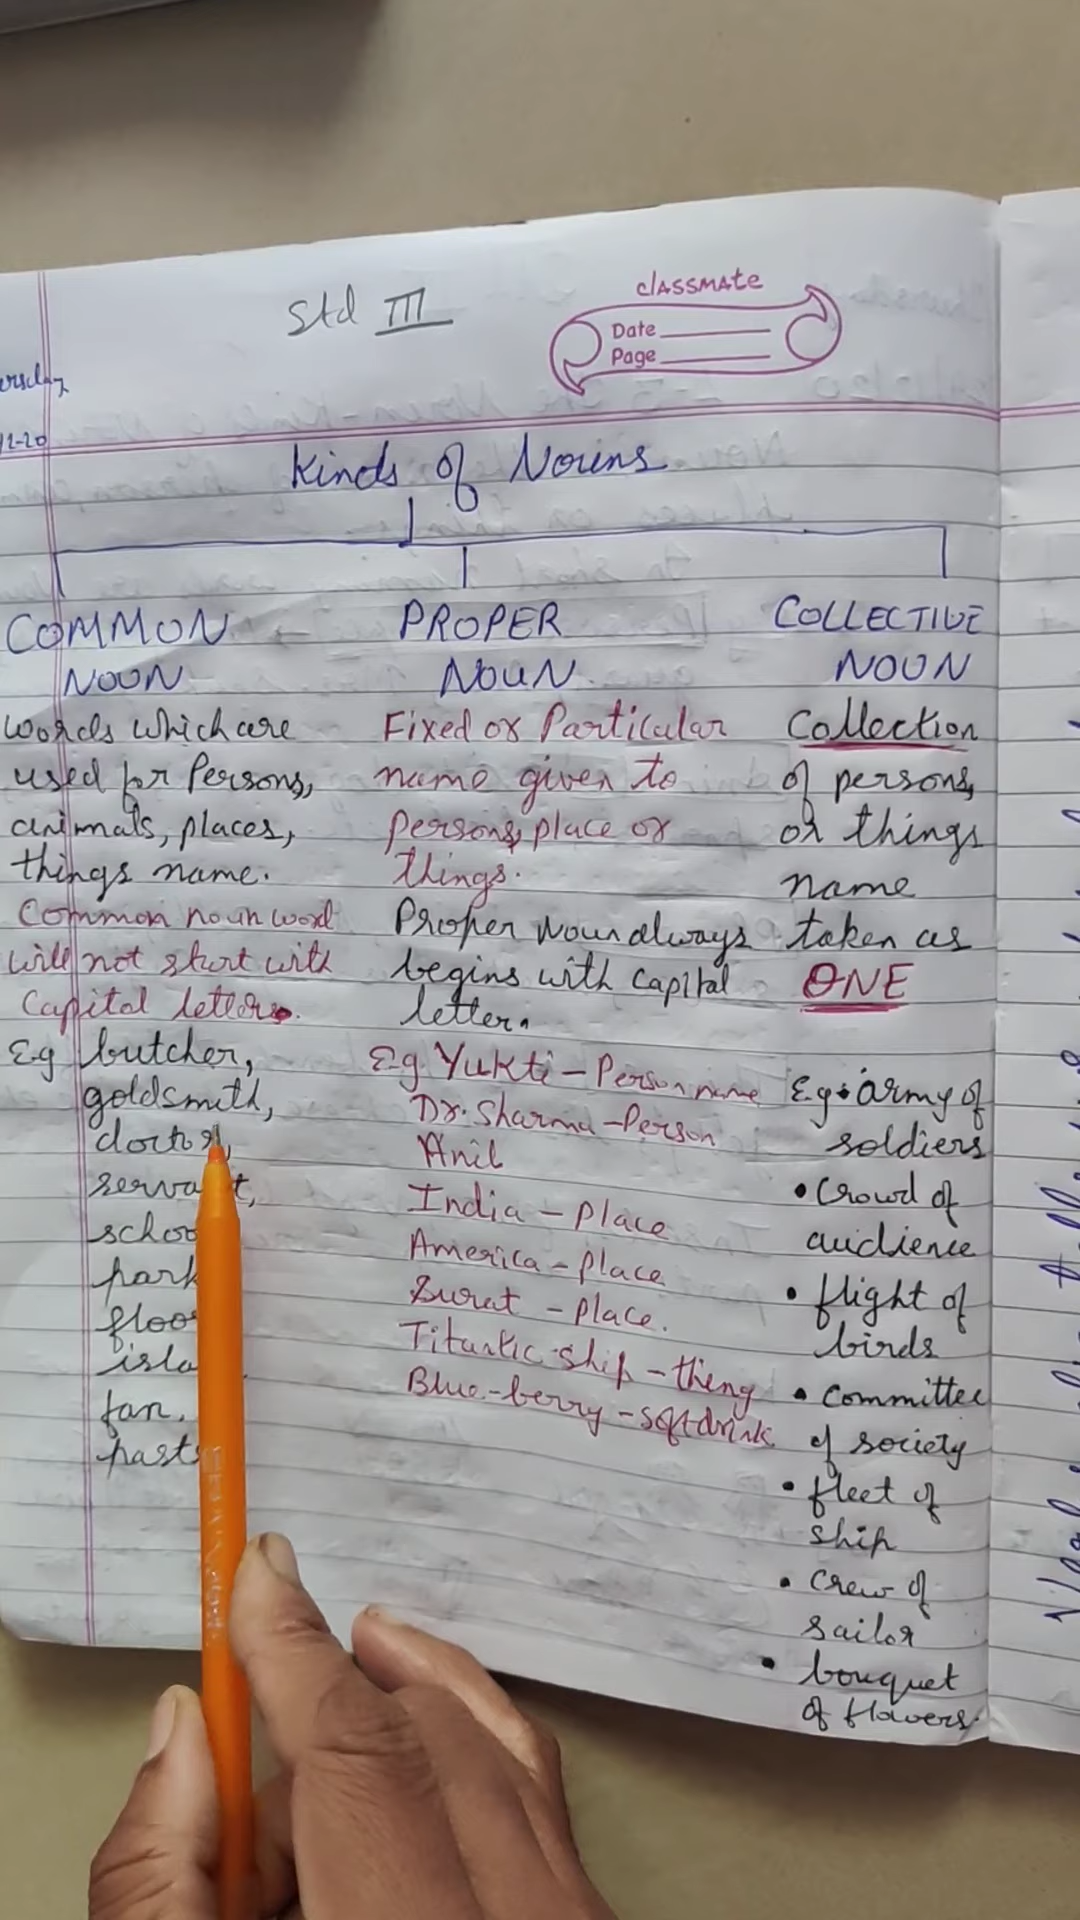 Std III
classmate
Date
Page
Kinds of Nouns
COMMON
NOUN
words which are
used for Persons,
animals, places,
things name.
Common noun word
will not start with
Capital letters.
Eg butcher,
goldsmith,
doctor,
fan,
PROPER
NOUN
Fixed or Particular
name given to
persons, place or
things.
Proper Noun always
begins with capital
letter.
E.g Yukti - Person name
Dr. Sharma - Person
Anil
India - place
America - place
Surat - place.
Titantic ship - thing
Blue-berry - softdrink
COLLECTIVE
NOUN
Collection
of persons,
or things
name
taken as
ONE
Eg • army of
soldiers
• Crowd of
audience
• flight of
birds
• committee
of society
• fleet of
ship
• crew of
sailor
• bouquet
of flowers.